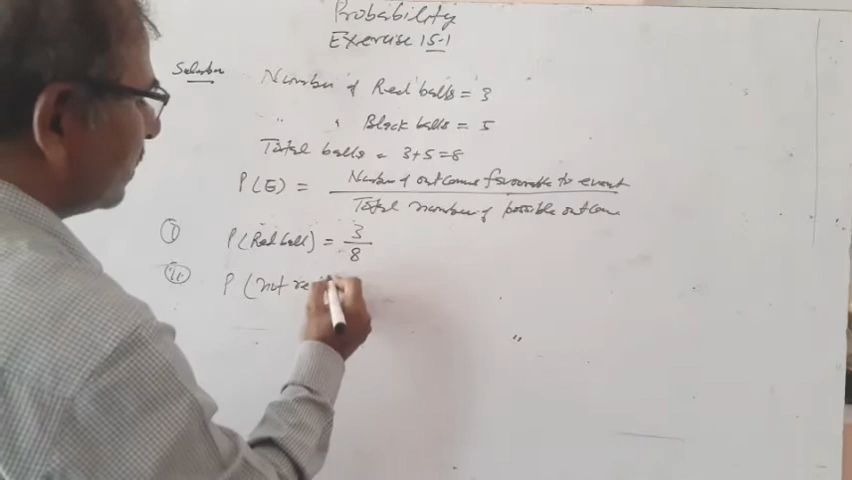 Probability
Exercise 15.1
Solution Number of Red balls = 3
" " Black balls = 5
Total balls = 3+5=8
P(E) = Number of outcomes favourable to event
Total number of possible outcome
(i) P(Red ball) = 3/8
(ii) P(not re